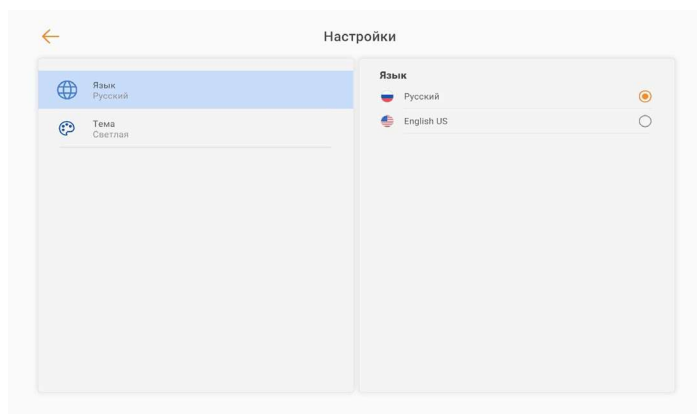 Настройки
Язык
Русский
Тема
Светлая
Язык
Русский
English US